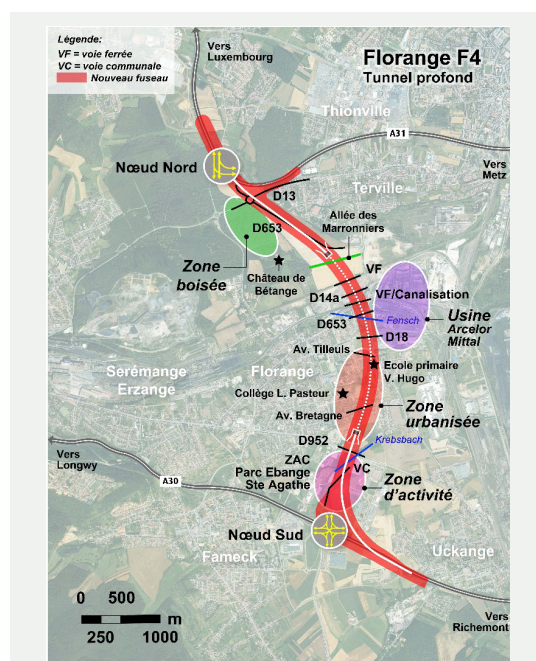 Légende:
VF = voie ferrée
VC = voie communale
Nouveau fuseau
Vers
Luxembourg
Florange F4
Tunnel profond
Thionville
A31
Nœud Nord
Vers
Metz
D13
Terville
Allée des
Marronniers
D653
Zone
boisée
Château de
Bétange
VF
D14a
VF/Canalisation
Usine
Arcelor
Mittal
D653
Fensch
D18
Av. Tilleuls
Serémange
Erzange
Florange
Ecole primaire
V. Hugo
Collège L. Pasteur
Zone
urbanisée
Av. Bretagne
D952
Krebsbach
Vers
Longwy
ZAC
Parc Ebange
Ste Agathe
VC
A30
Zone
d'activité
Nœud Sud
Fameck
Uckange
0 500
m
250 1000
Vers
Richemont